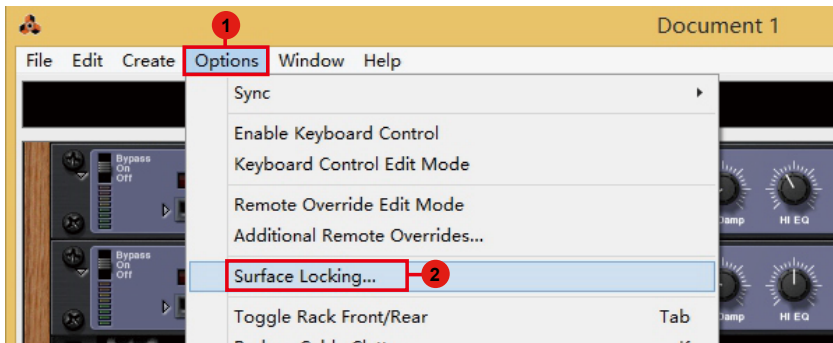 Document 1
1
File Edit Create Options Window Help
Sync
Enable Keyboard Control
Keyboard Control Edit Mode
Remote Override Edit Mode
Additional Remote Overrides...
Surface Locking... 2
Toggle Rack Front/Rear Tab
Bypass
On
Off
Damp HI EQ
Bypass
On
Off
Damp HI EQ